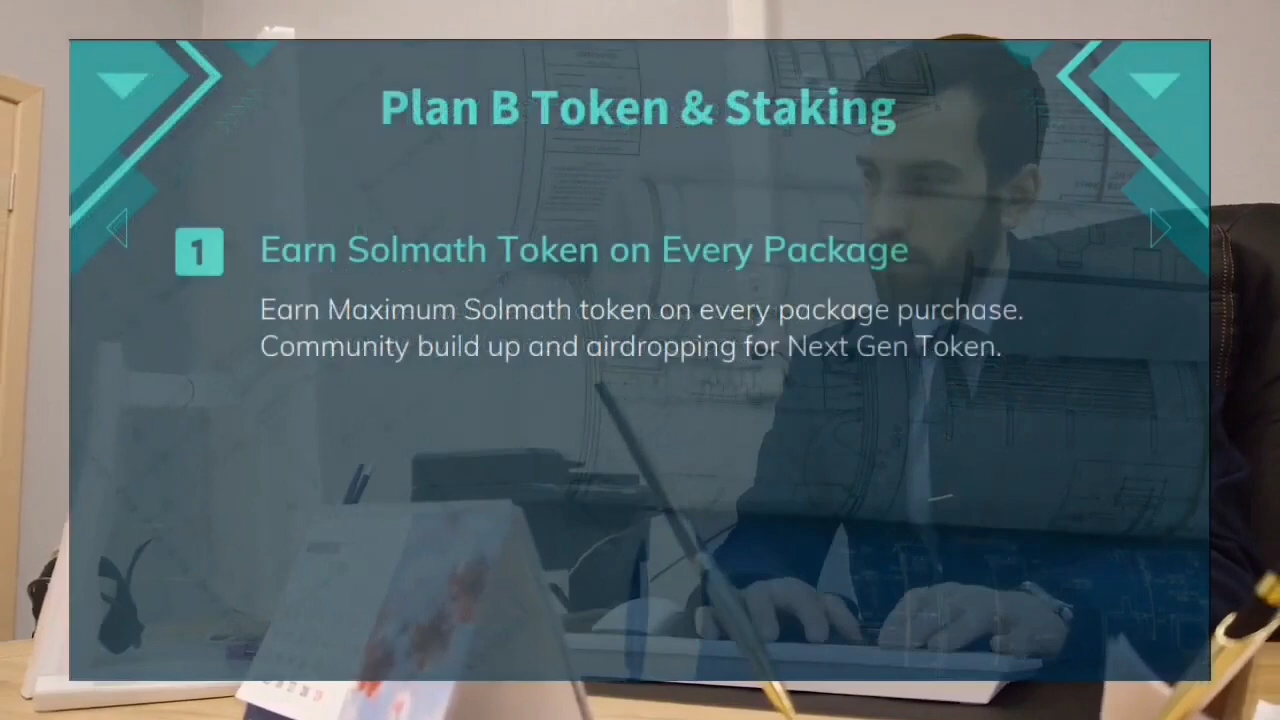 Plan B Token & Staking
1
Earn Solmath Token on Every Package
Earn Maximum Solmath token on every package purchase.
Community build up and airdropping for Next Gen Token.